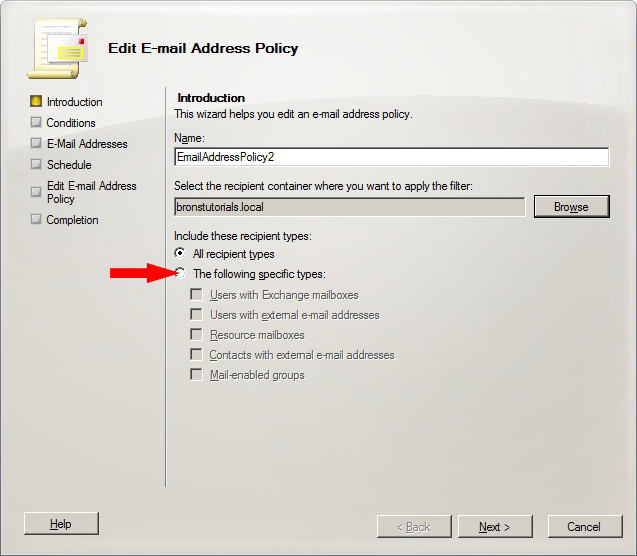 Edit E-mail Address Policy
Introduction
Conditions
E-Mail Addresses
Schedule
Edit E-mail Address
Policy
Completion
Introduction
This wizard helps you edit an e-mail address policy.
Name:
EmailAddressPolicy2
Select the recipient container where you want to apply the filter:
bronstutorials.local
Browse
Include these recipient types:
All recipient types
The following specific types:
Users with Exchange mailboxes
Users with external e-mail addresses
Resource mailboxes
Contacts with external e-mail addresses
Mail-enabled groups
Help
< Back
Next >
Cancel